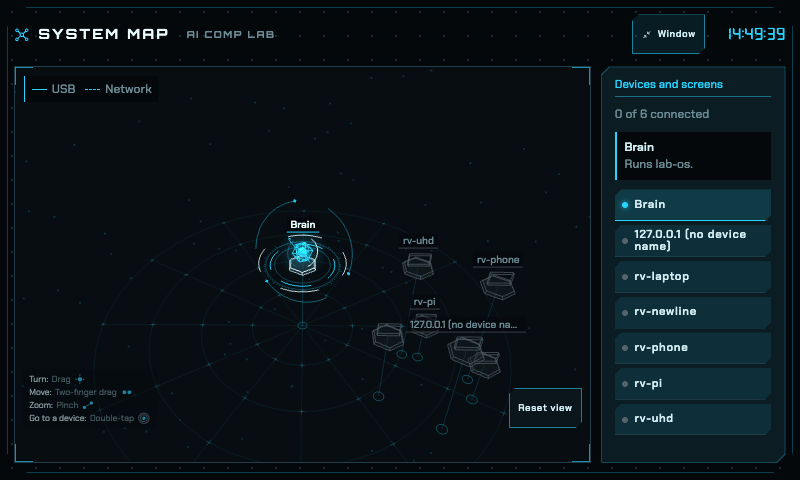 SYSTEM MAP
AI COMP LAB
Window
14:49:39
USB
Network
Devices and screens
0 of 6 connected
Brain
Runs lab-os.
Brain
127.0.0.1 (no device
name)
rv-laptop
rv-newline
rv-phone
rv-pi
rv-uhd
Brain
rv-uhd
rv-phone
rv-pi
127.0.0.1 (no device na...
Turn: Drag
Move: Two-finger drag
Zoom: Pinch
Go to a device: Double-tap
Reset view